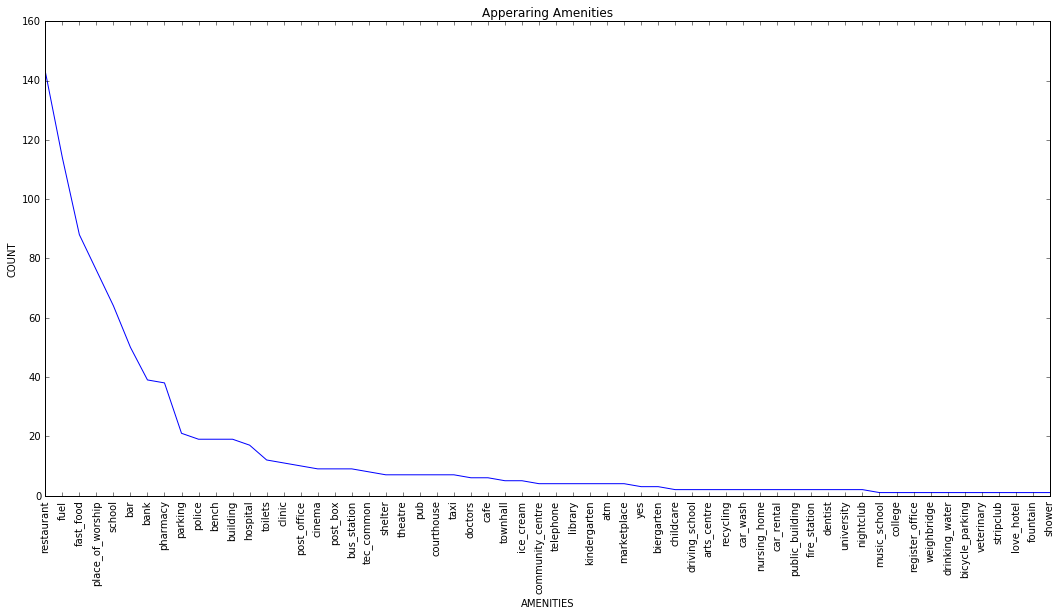 Apperaring Amenities
160
140
120
100
80
60
40
20
0
COUNT
restaurant
fuel
fast_food
place_of_worship
school
bar
bank
pharmacy
parking
police
bench
building
hospital
toilets
clinic
post_office
cinema
post_box
bus_station
tec_common
shelter
theatre
pub
courthouse
taxi
doctors
cafe
townhall
ice_cream
community_centre
telephone
library
kindergarten
atm
marketplace
yes
biergarten
childcare
driving_school
arts_centre
recycling
car_wash
nursing_home
car_rental
public_building
fire_station
dentist
university
nightclub
music_school
college
register_office
weighbridge
drinking_water
bicycle_parking
veterinary
stripclub
love_hotel
fountain
shower
AMENITIES